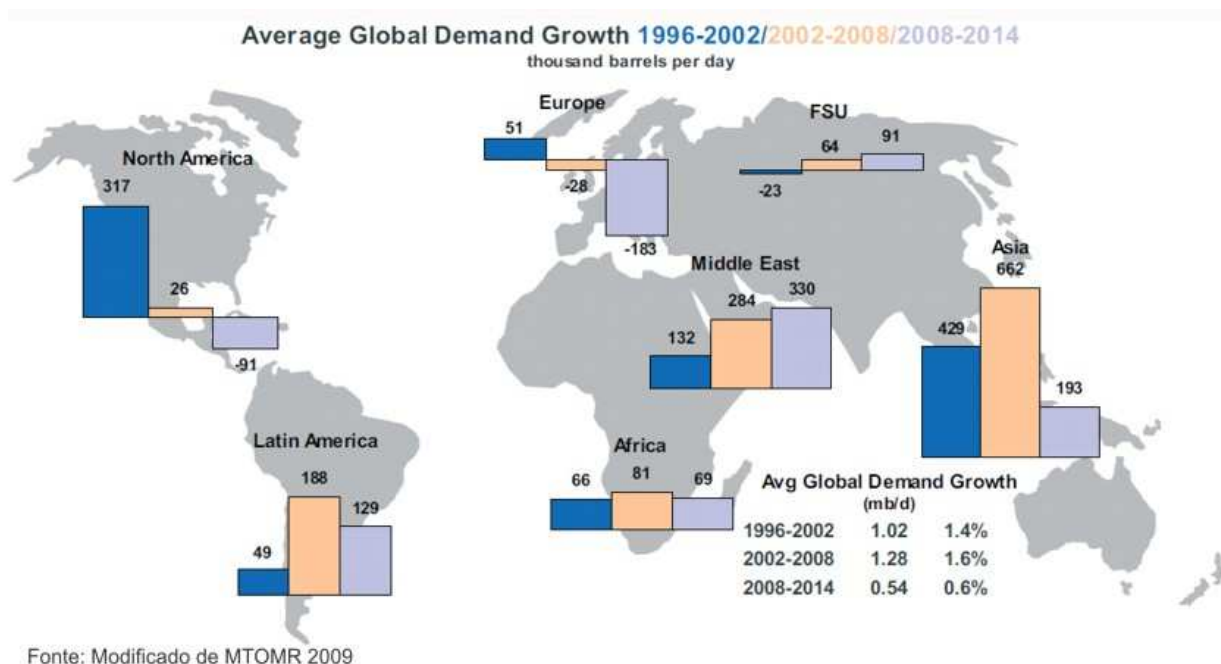 Average Global Demand Growth 1996-2002/2002-2008/2008-2014
thousand barrels per day
Europe
51
-28
-183
FSU
-23
64
91
North America
317
26
-91
Middle East
132
284
330
Asia
429
662
193
Latin America
49
188
129
Africa
66
81
69
Avg Global Demand Growth
(mb/d)
1996-2002 1.02 1.4%
2002-2008 1.28 1.6%
2008-2014 0.54 0.6%
Fonte: Modificado de MTOMR 2009